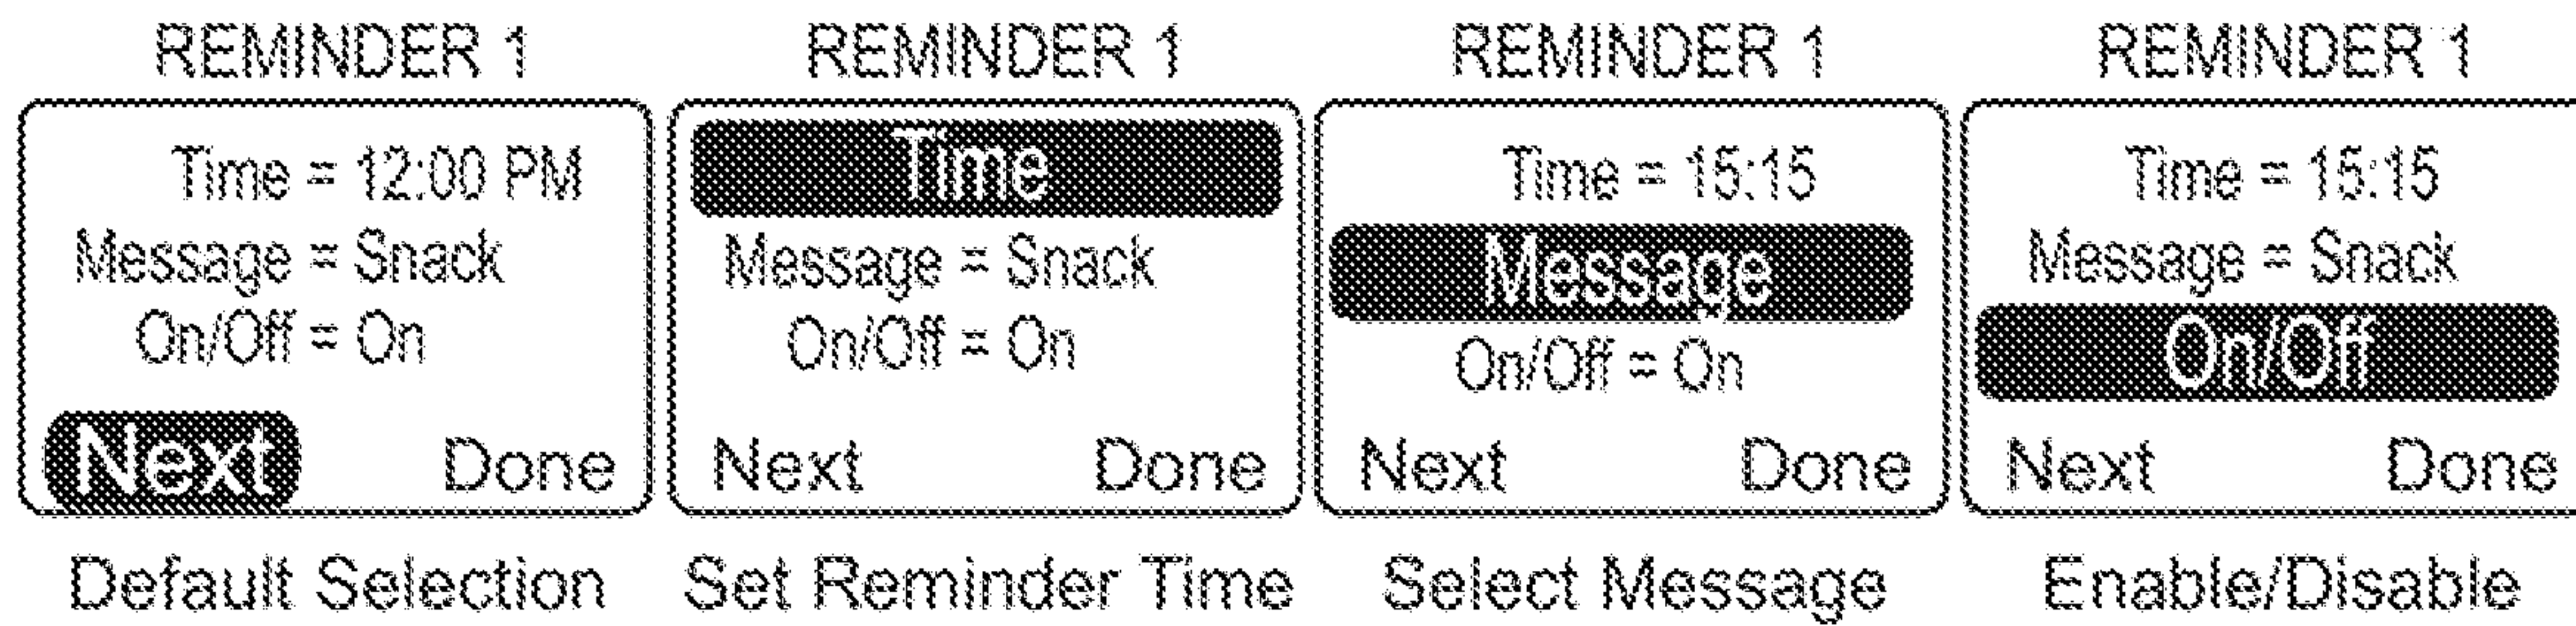 REMINDER 1
Time = 12:00 PM
Message = Snack
On/Off = On
Next Done
Default Selection
REMINDER 1
Time
Message = Snack
On/Off = On
Next Done
Set Reminder Time
REMINDER 1
Time = 15:15
Message
On/Off = On
Next Done
Select Message
REMINDER 1
Time = 15:15
Message = Snack
On/Off
Next Done
Enable/Disable